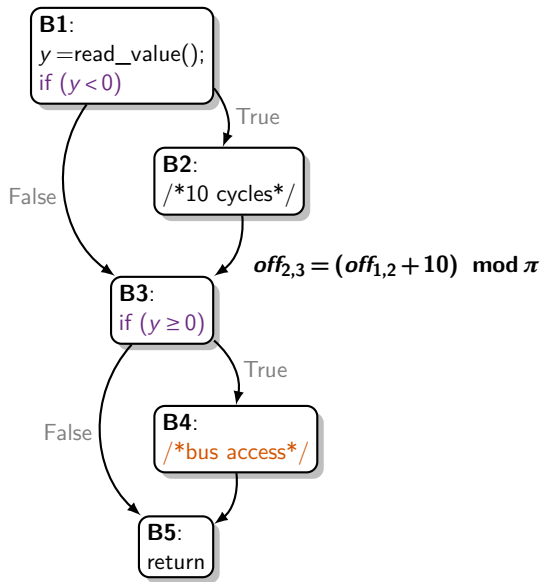 B1:
y =read_value();
if (y < 0)
True
B2:
/*10 cycles*/
False
off2,3 = (off1,2 + 10) mod π
B3:
if (y ≥ 0)
True
B4:
/*bus access*/
False
B5:
return